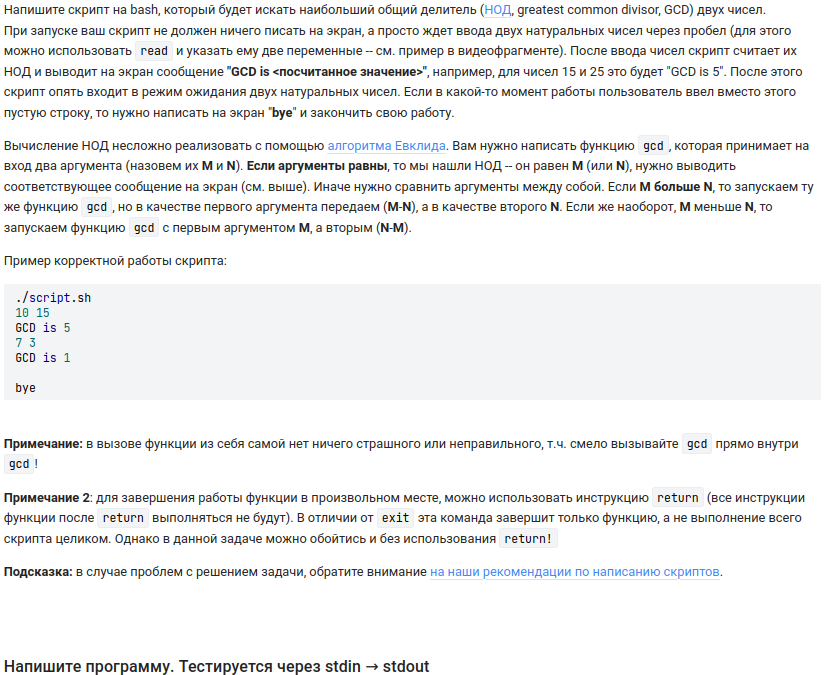 Напишите скрипт на bash, который будет искать наибольший общий делитель (НОД, greatest common divisor, GCD) двух чисел.
При запуске ваш скрипт не должен ничего писать на экран, а просто ждет ввода двух натуральных чисел через пробел (для этого
можно использовать read и указать ему две переменные -- см. пример в видеофрагменте). После ввода чисел скрипт считает их
НОД и выводит на экран сообщение "GCD is <посчитанное значение>", например, для чисел 15 и 25 это будет "GCD is 5". После этого
скрипт опять входит в режим ожидания двух натуральных чисел. Если в какой-то момент работы пользователь ввел вместо этого
пустую строку, то нужно написать на экран "bye" и закончить свою работу.
Вычисление НОД несложно реализовать с помощью алгоритма Евклида. Вам нужно написать функцию gcd, которая принимает на
вход два аргумента (назовем их M и N). Если аргументы равны, то мы нашли НОД -- он равен M (или N), нужно выводить
соответствующее сообщение на экран (см. выше). Иначе нужно сравнить аргументы между собой. Если M больше N, то запускаем ту
же функцию gcd, но в качестве первого аргумента передаем (M-N), а в качестве второго N. Если же наоборот, M меньше N, то
запускаем функцию gcd с первым аргументом M, а вторым (N-M).
Пример корректной работы скрипта:
./script.sh
10 15
GCD is 5
7 3
GCD is 1
bye
Примечание: в вызове функции из себя самой нет ничего страшного или неправильного, т.ч. смело вызывайте gcd прямо внутри
gcd!
Примечание 2: для завершения работы функции в произвольном месте, можно использовать инструкцию return (все инструкции
функции после return выполняться не будут). В отличии от exit эта команда завершит только функцию, а не выполнение всего
скрипта целиком. Однако в данной задаче можно обойтись и без использования return!
Подсказка: в случае проблем с решением задачи, обратите внимание на наши рекомендации по написанию скриптов.
Напишите программу. Тестируется через stdin → stdout